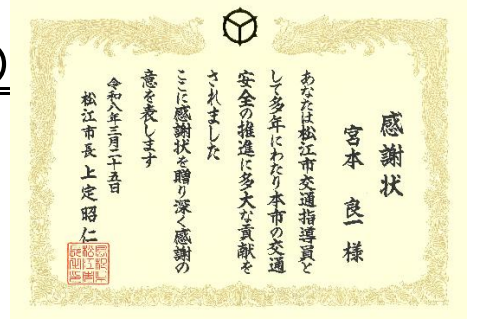 感謝状
宮本 良一 様
あなたは松江市交通指導員と
して多年にわたり本市の交通
安全の推進に多大な貢献を
されました
ここに感謝状を贈り深く感謝の
意を表します
令和八年三月二十五日
松江市長 上定昭仁